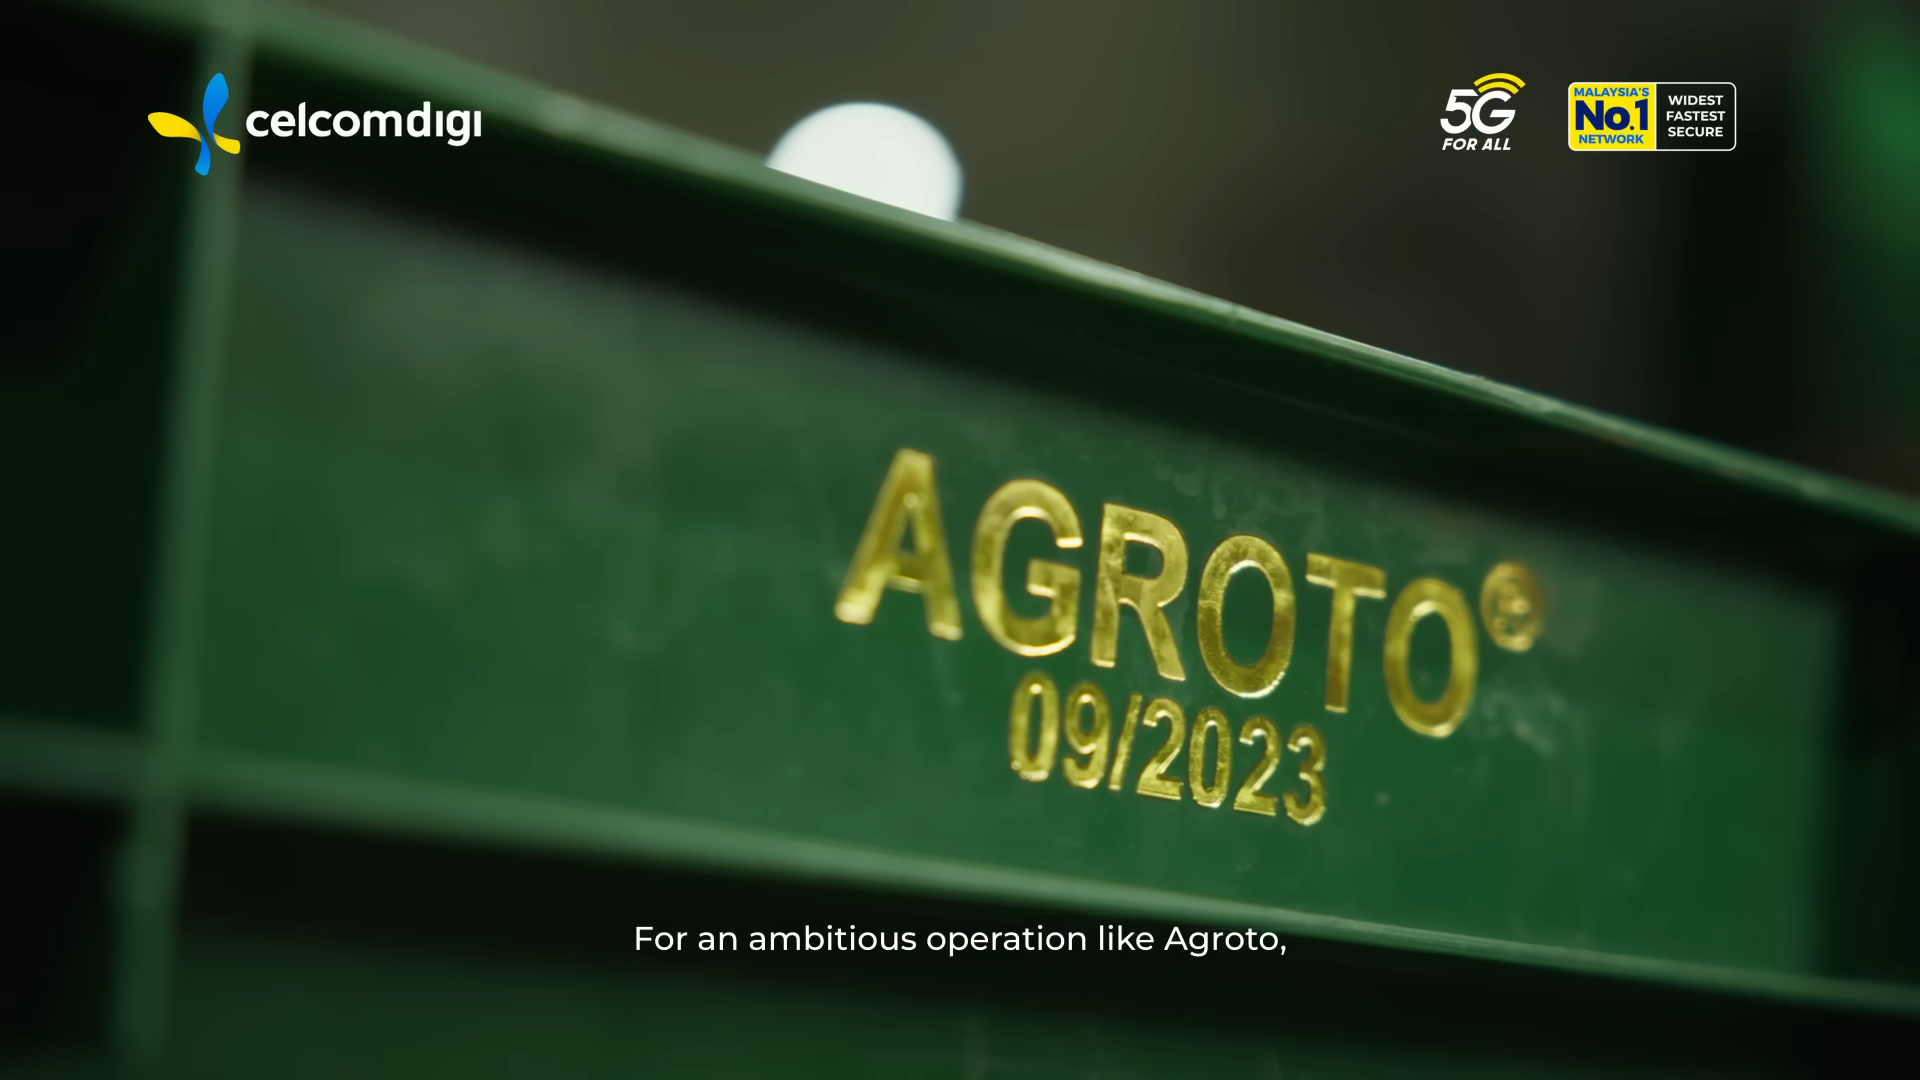 celcomdigi
5G
FOR ALL
MALAYSIA'S
No.1
NETWORK
WIDEST
FASTEST
SECURE
AGROTO®
09/2023
For an ambitious operation like Agroto,